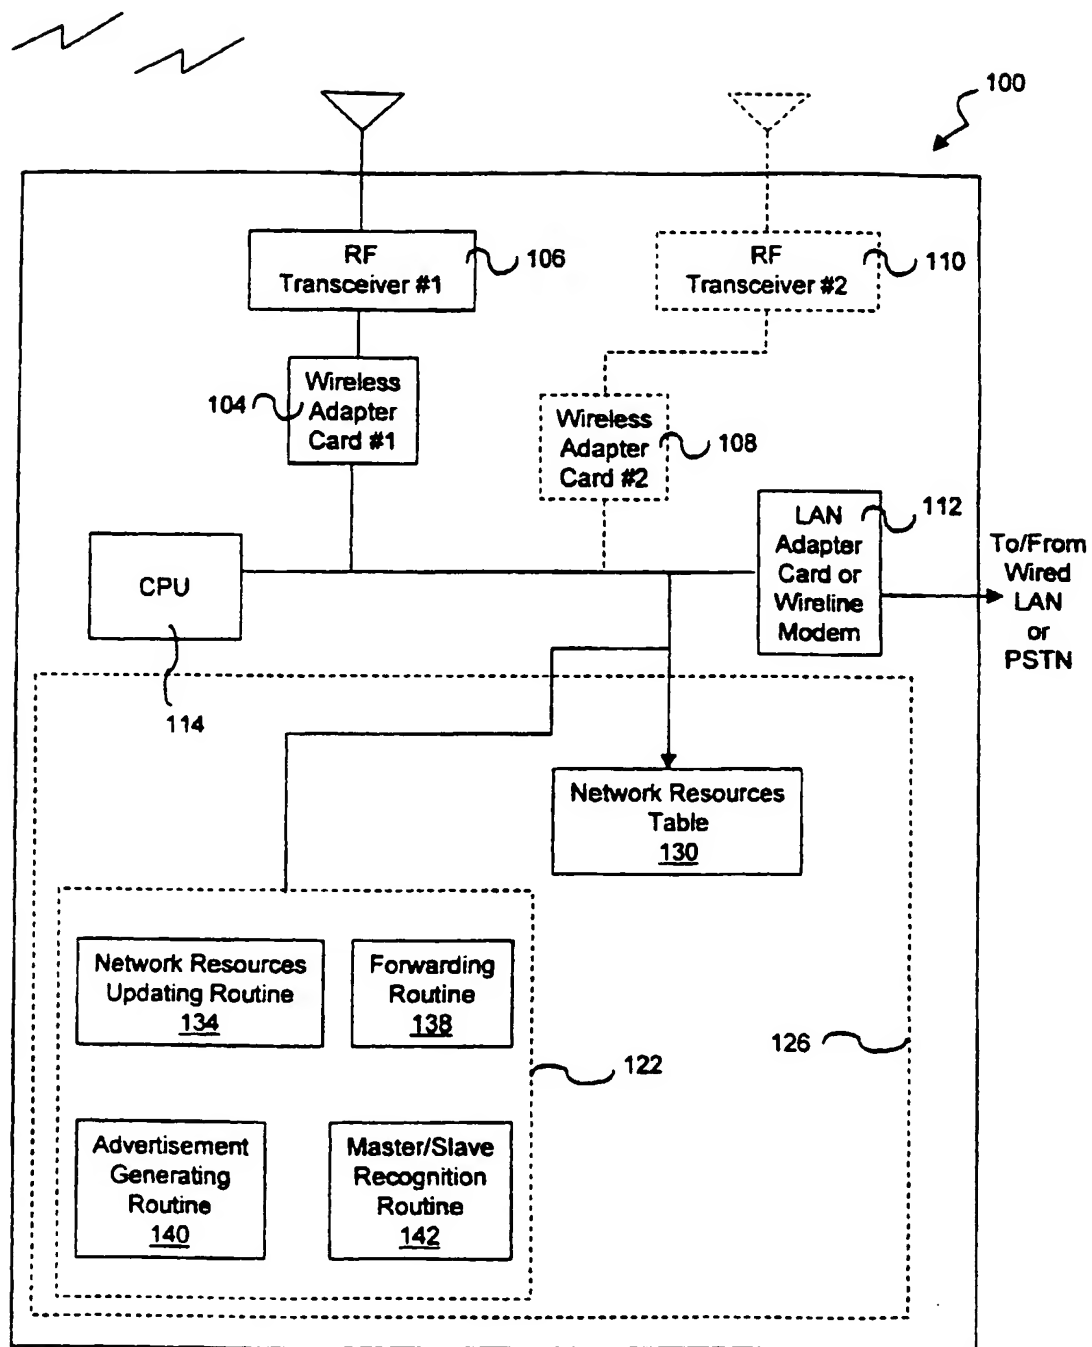 100
RF
Transceiver #1
106
RF
Transceiver #2
110
Wireless
Adapter
Card #1
104
Wireless
Adapter
Card #2
108
LAN
Adapter
Card or
Wireline
Modem
112
To/From
Wired
LAN
or
PSTN
CPU
114
Network Resources
Table
130
Network Resources
Updating Routine
134
Forwarding
Routine
138
126
122
Advertisement
Generating
Routine
140
Master/Slave
Recognition
Routine
142